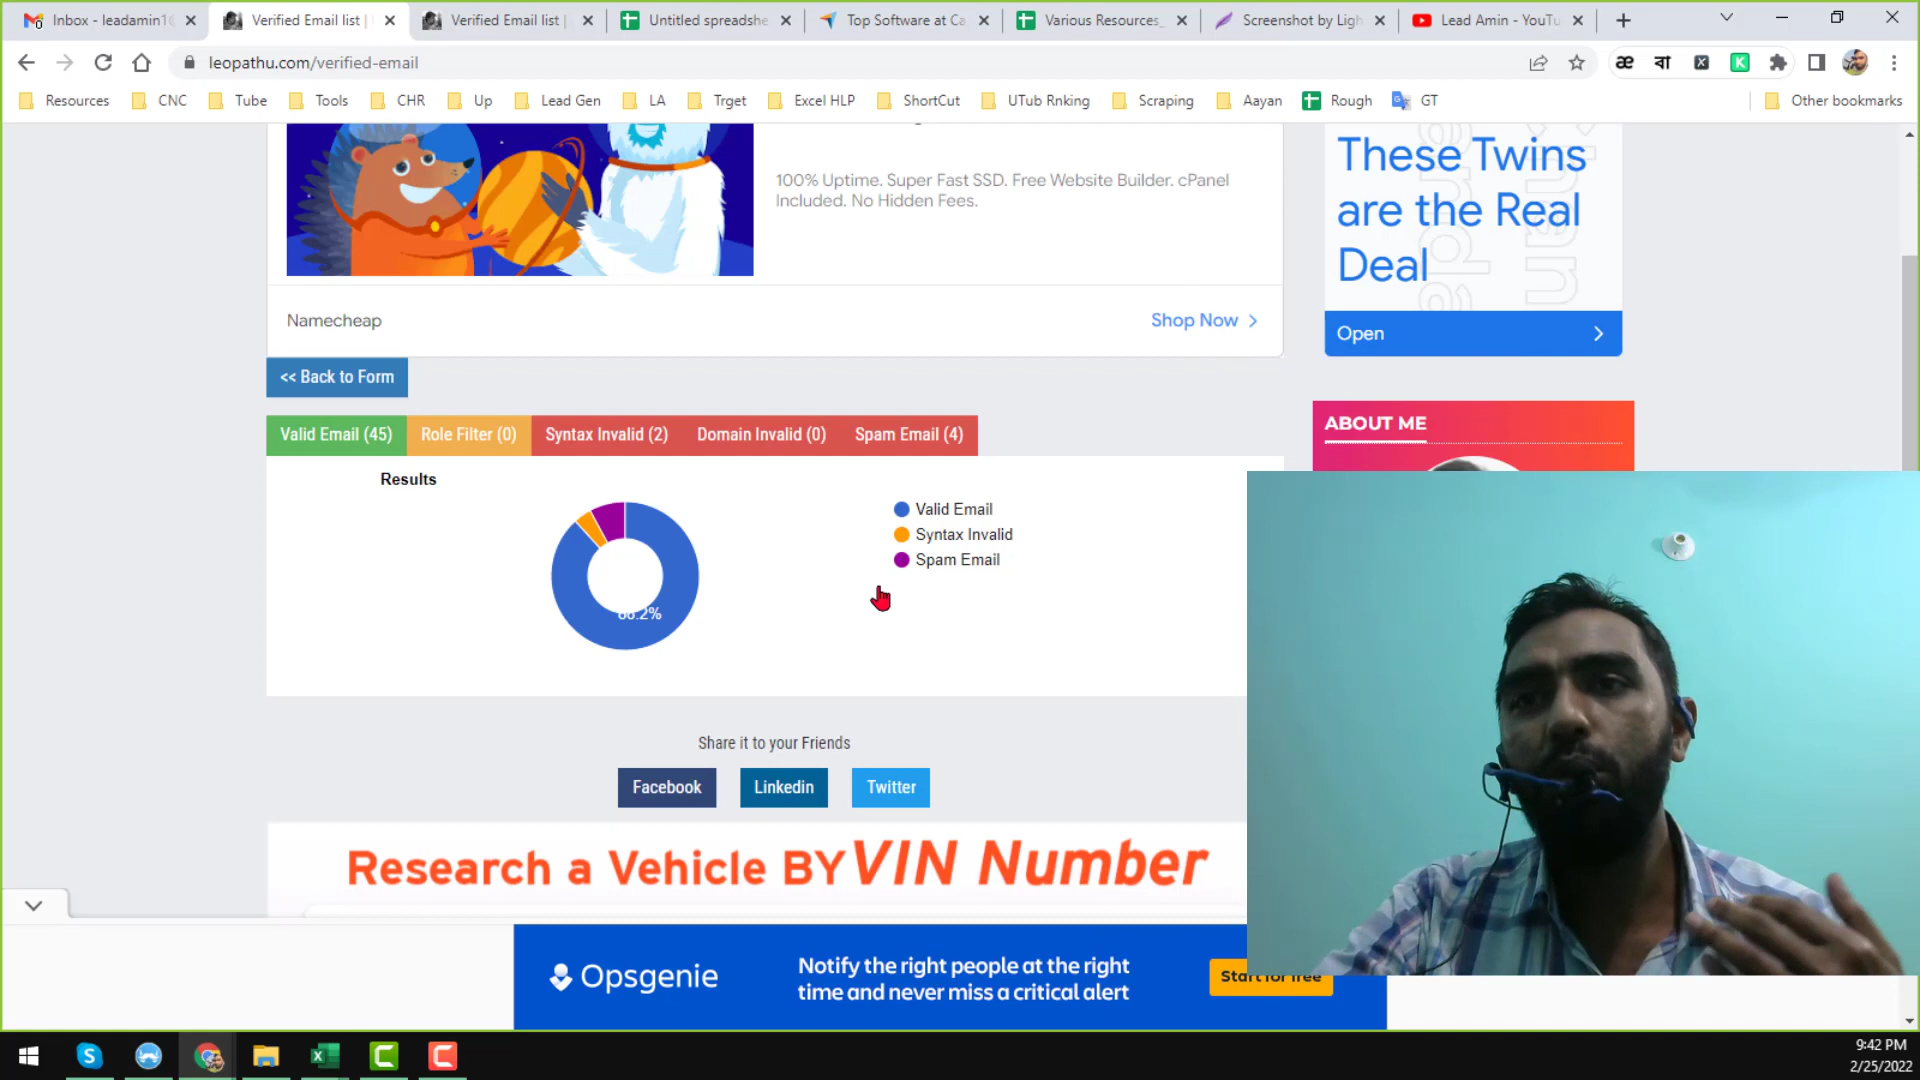 Inbox - leadamin1
Verified Email list |
Verified Email list |
Untitled spreadshe
Top Software at Ca
Various Resources_
Screenshot by Ligh
Lead Amin - YouTu
leopathu.com/verified-email
Resources
CNC
Tube
Tools
CHR
Up
Lead Gen
LA
Trget
Excel HLP
ShortCut
UTub Rnking
Scraping
Aayan
Rough
GT
Other bookmarks
100% Uptime. Super Fast SSD. Free Website Builder. cPanel
Included. No Hidden Fees.
Namecheap
Shop Now
These Twins
are the Real
Deal
Open
<< Back to Form
Valid Email (45)
Role Filter (0)
Syntax Invalid (2)
Domain Invalid (0)
Spam Email (4)
ABOUT ME
Results
Valid Email
Syntax Invalid
Spam Email
Share it to your Friends
Facebook
Linkedin
Twitter
Research a Vehicle BY VIN Number
Opsgenie
Notify the right people at the right
time and never miss a critical alert
Start for free
9:42 PM
2/25/2022